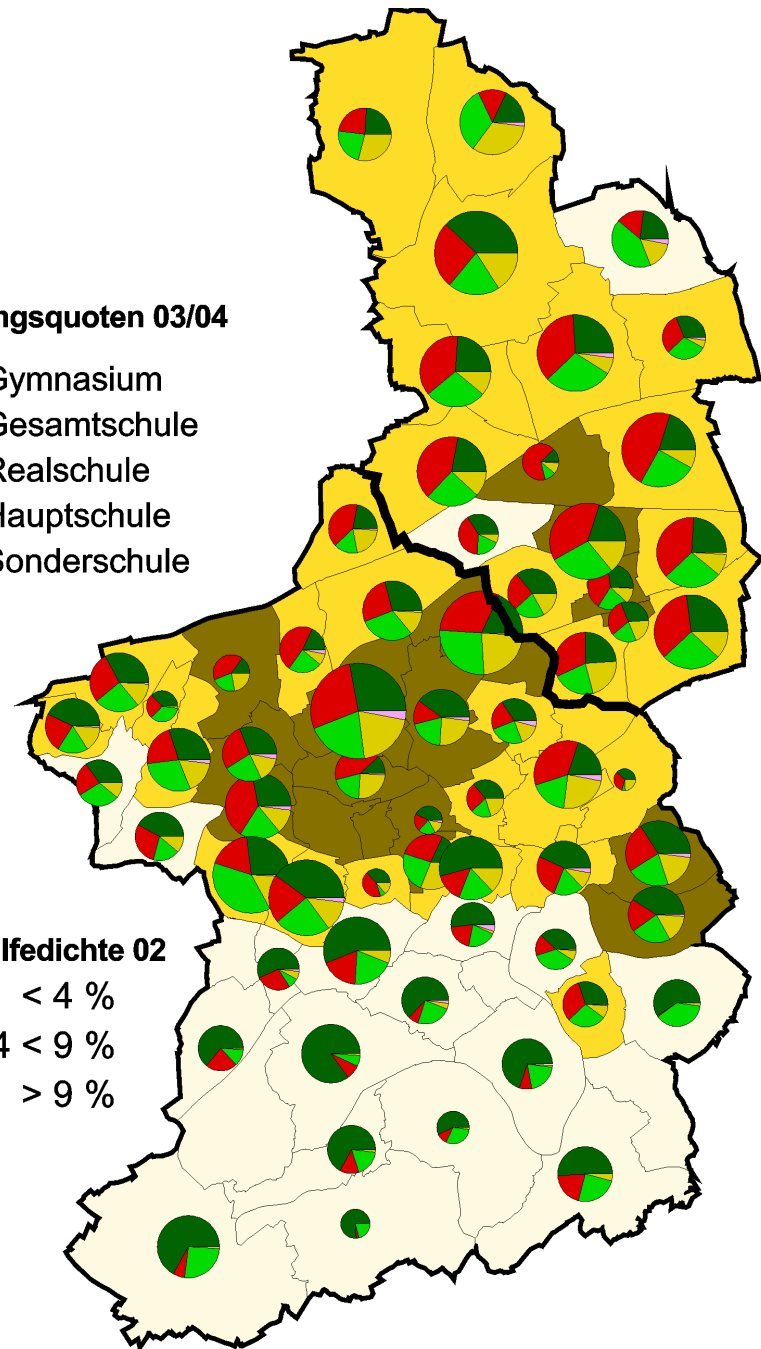 ngsquoten 03/04
Gymnasium
Gesamtschule
Realschule
Hauptschule
Sonderschule
lfedichte 02
< 4 %
4 < 9 %
> 9 %